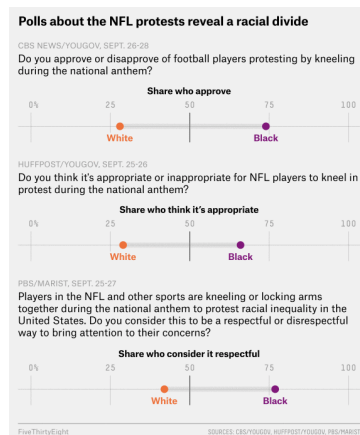 Polls about the NFL protests reveal a racial divide
CBS NEWS/YOUGOV, SEPT. 26-28
Do you approve or disapprove of football players protesting by kneeling
during the national anthem?
Share who approve
0% 25 50 75 100
White Black
HUFFPOST/YOUGOV, SEPT. 25-26
Do you think it's appropriate or inappropriate for NFL players to kneel in
protest during the national anthem?
Share who think it's appropriate
0% 25 50 75 100
White Black
PBS/MARIST, SEPT. 25-27
Players in the NFL and other sports are kneeling or locking arms
together during the national anthem to protest racial inequality in the
United States. Do you consider this to be a respectful or disrespectful
way to bring attention to their concerns?
Share who consider it respectful
0% 25 50 75 100
White Black
FiveThirtyEight SOURCES: CBS/YOUGOV, HUFFPOST/YOUGOV, PBS/MARIST